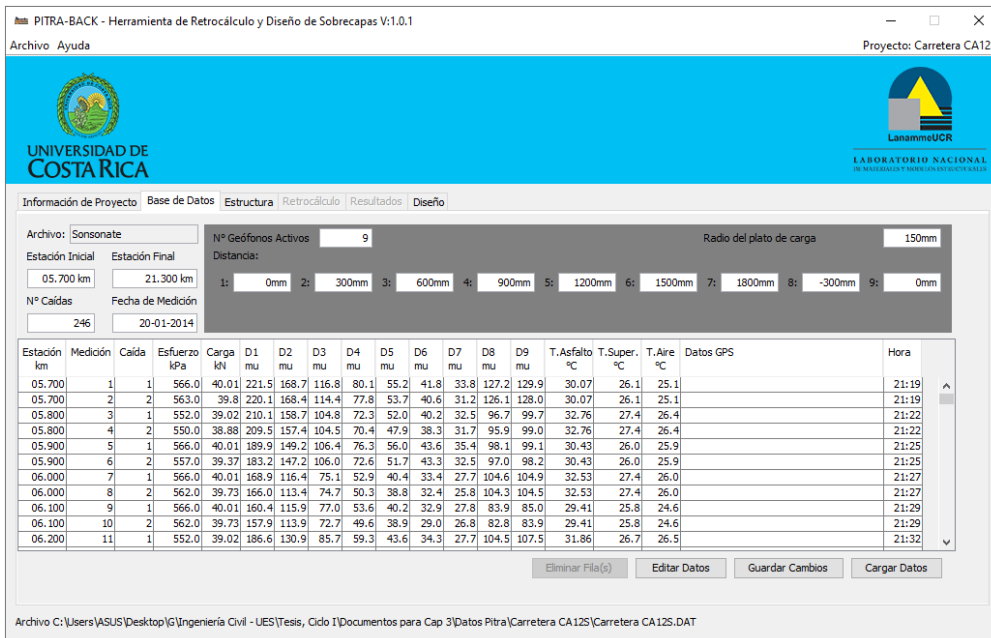 PITRA-BACK - Herramienta de Retrocálculo y Diseño de Sobrecapas V:1.0.1
Archivo Ayuda Proyecto: Carretera CA12
UNIVERSIDAD DE
COSTA RICA
LanammeUCR
LABORATORIO NACIONAL
DE MATERIALES Y MODELOS ESTRUCTURALES
Información de Proyecto Base de Datos Estructura Retrocálculo Resultados Diseño
Archivo: Sonsonate Nº Geófonos Activos 9 Radio del plato de carga 150mm
Estación Inicial Estación Final Distancia:
05.700 km 21.300 km 1: 0mm 2: 300mm 3: 600mm 4: 900mm 5: 1200mm 6: 1500mm 7: 1800mm 8: -300mm 9: 0mm
Nº Caídas Fecha de Medición
246 20-01-2014
Estación Medición Caída Esfuerzo Carga D1 D2 D3 D4 D5 D6 D7 D8 D9 T.Asfalto T.Super. T.Aire Datos GPS Hora
km kPa kN mu mu mu mu mu mu mu mu mu ºC ºC ºC
05.700 1 1 566.0 40.01 221.5 168.7 116.8 80.1 55.2 41.8 33.8 127.2 129.9 30.07 26.1 25.1 21:19
05.700 2 2 563.0 39.8 220.1 168.4 114.4 77.8 53.7 40.6 31.2 126.1 128.0 30.07 26.1 25.1 21:19
05.800 3 1 552.0 39.02 210.1 158.7 104.8 72.3 52.0 40.2 32.5 96.7 99.7 32.76 27.4 26.4 21:22
05.800 4 2 550.0 38.88 209.5 157.4 104.5 70.4 47.9 38.3 31.7 95.9 99.0 32.76 27.4 26.4 21:22
05.900 5 1 566.0 40.01 189.9 149.2 106.4 76.3 56.0 43.6 35.4 98.1 99.1 30.43 26.0 25.9 21:25
05.900 6 2 557.0 39.37 183.2 147.2 106.0 72.6 51.7 43.3 32.5 97.0 98.2 30.43 26.0 25.9 21:25
06.000 7 1 566.0 40.01 168.9 116.4 75.1 52.9 40.4 33.4 27.7 104.6 104.9 32.53 27.4 26.0 21:27
06.000 8 2 562.0 39.73 166.0 113.4 74.7 50.3 38.8 32.4 25.8 104.3 104.5 32.53 27.4 26.0 21:27
06.100 9 1 566.0 40.01 160.4 115.9 77.0 53.6 40.2 32.9 27.8 83.9 85.0 29.41 25.8 24.6 21:29
06.100 10 2 562.0 39.73 157.9 113.9 72.7 49.6 38.9 29.0 26.8 82.8 83.9 29.41 25.8 24.6 21:29
06.200 11 1 552.0 39.02 186.6 130.9 85.7 59.3 43.6 34.3 27.7 104.5 107.5 31.86 26.7 26.5 21:32
Eliminar Fila(s) Editar Datos Guardar Cambios Cargar Datos
Archivo C:\Users\ASUS\Desktop\G\Ingeniería Civil - UES\Tesis, Ciclo I\Documentos para Cap 3\Datos Pitra\Carretera CA12S\Carretera CA12S.DAT